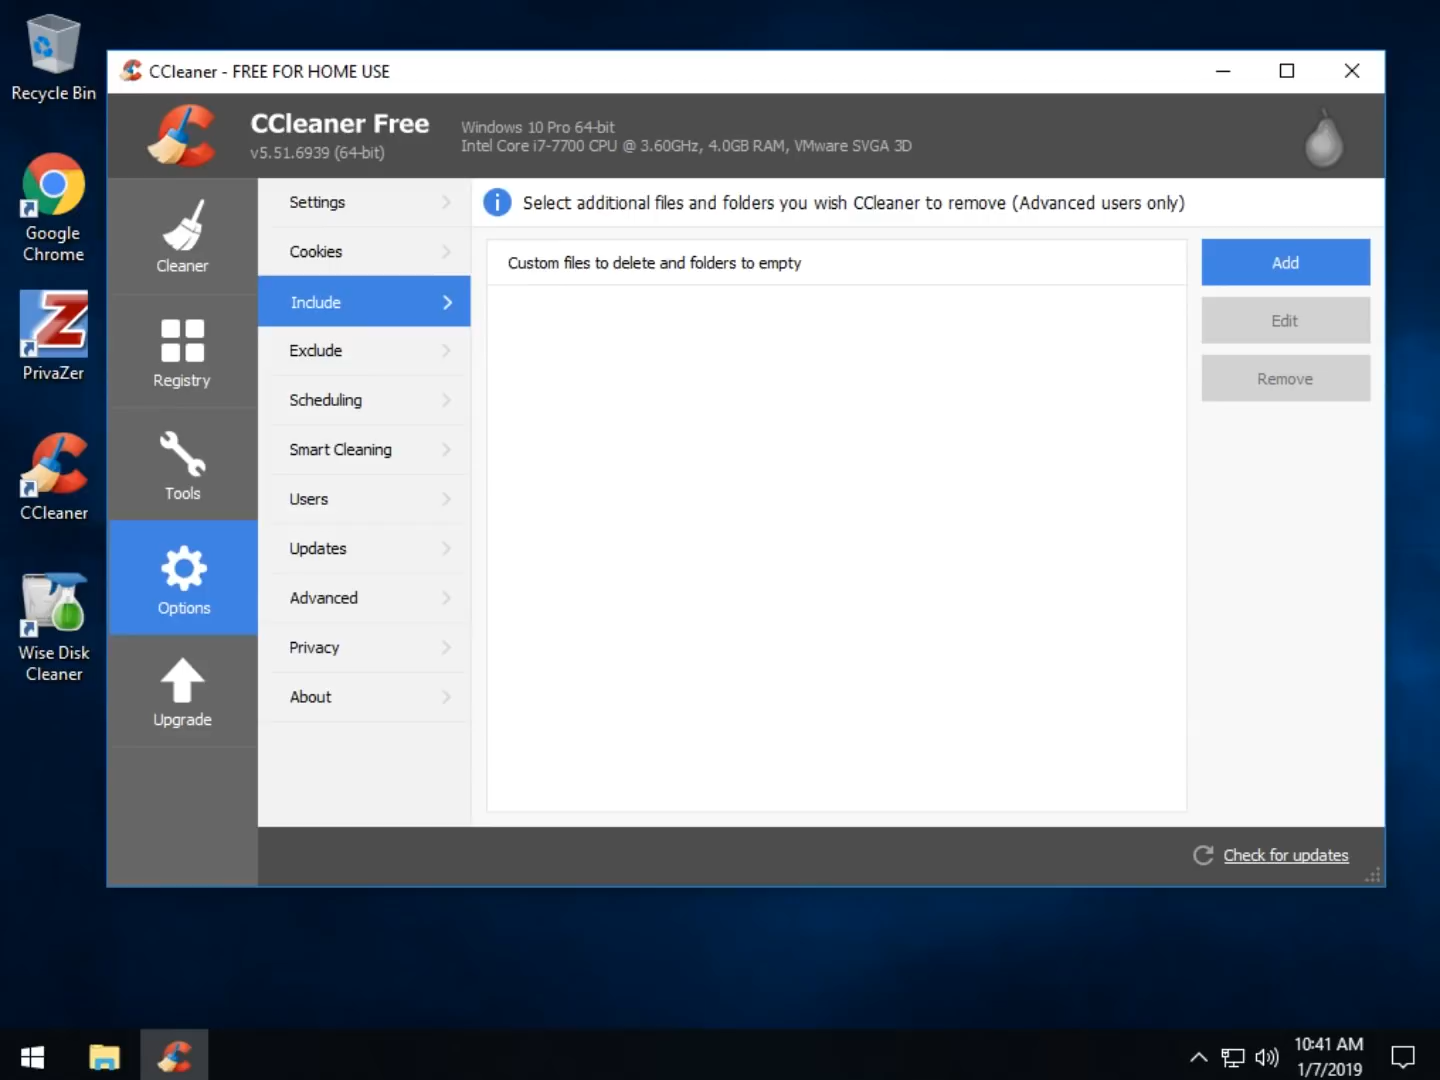 Recycle Bin
Google
Chrome
PrivaZer
CCleaner
Wise Disk
Cleaner
CCleaner - FREE FOR HOME USE
CCleaner Free
v5.51.6939 (64-bit)
Windows 10 Pro 64-bit
Intel Core i7-7700 CPU @ 3.60GHz, 4.0GB RAM, VMware SVGA 3D
Cleaner
Registry
Tools
Options
Upgrade
Settings
Cookies
Include
Exclude
Scheduling
Smart Cleaning
Users
Updates
Advanced
Privacy
About
Select additional files and folders you wish CCleaner to remove (Advanced users only)
Custom files to delete and folders to empty
Add
Edit
Remove
Check for updates
10:41 AM
1/7/2019